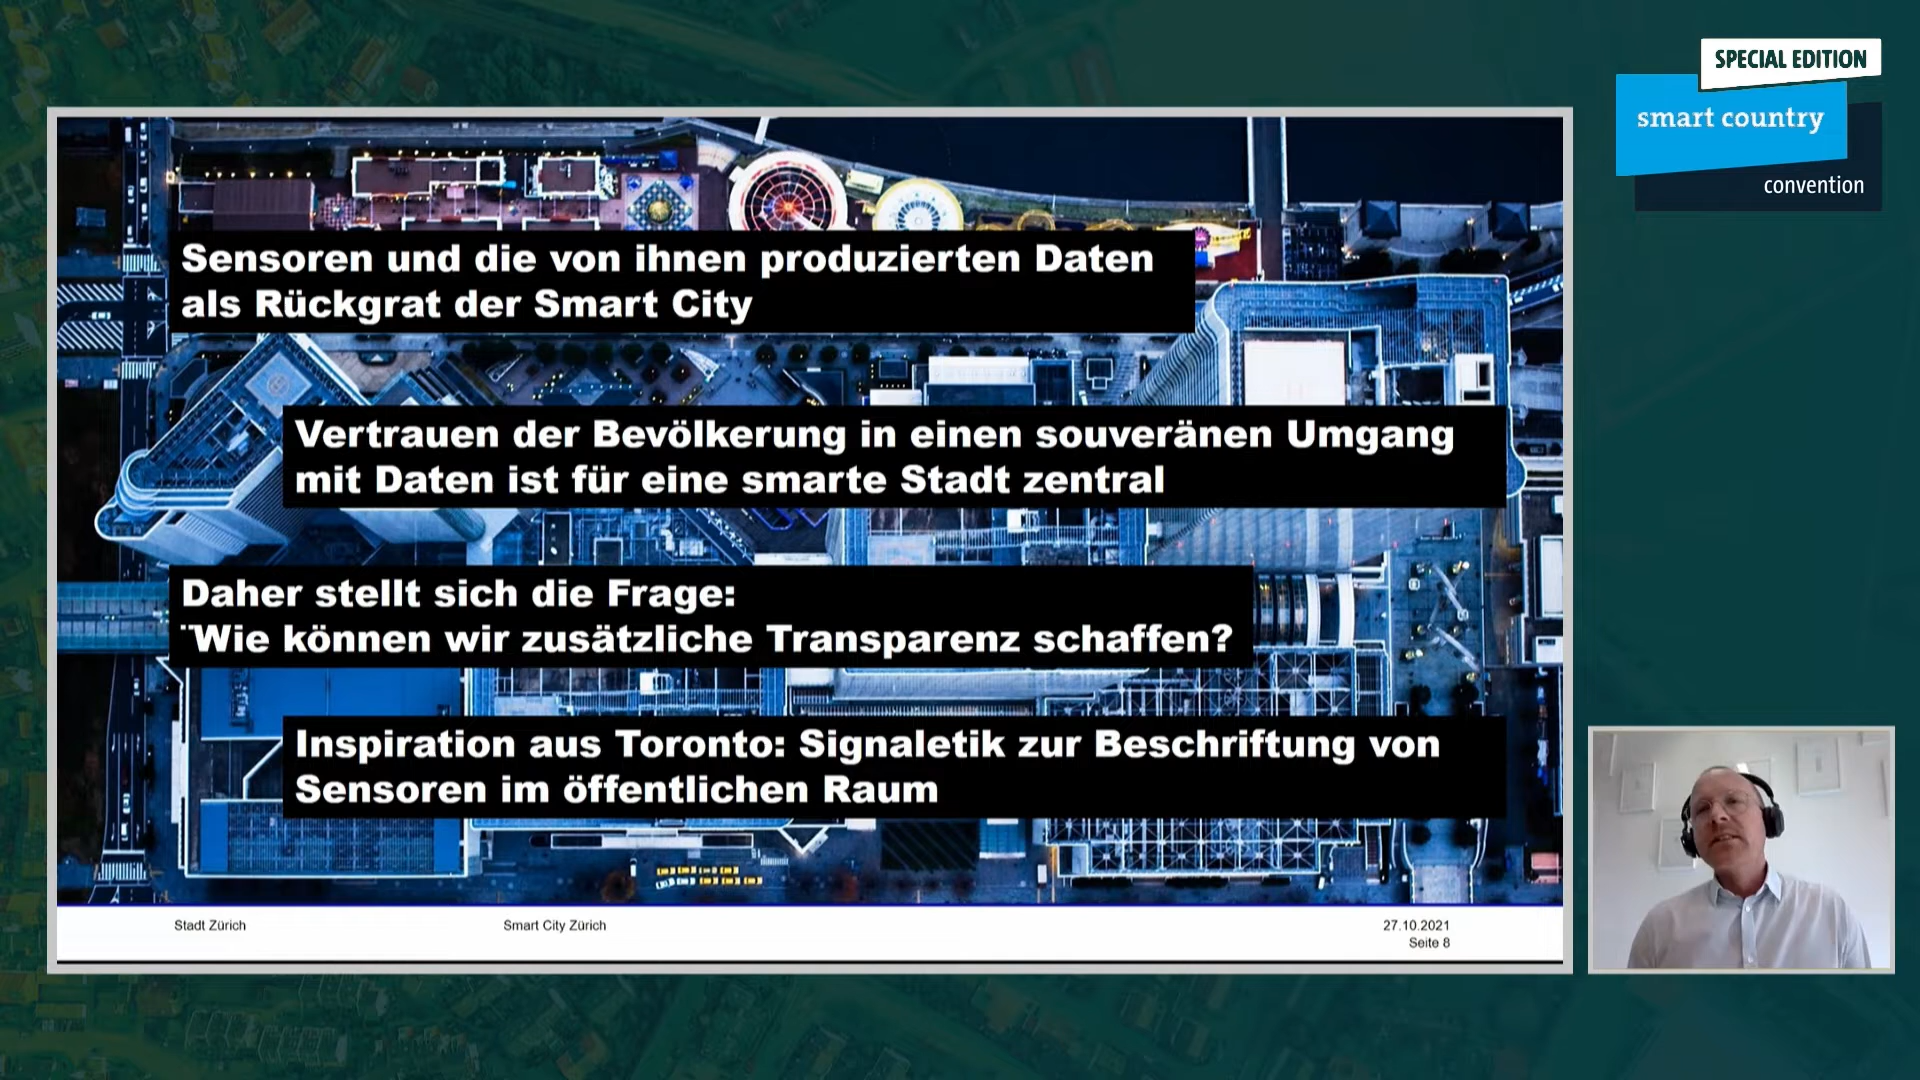 SPECIAL EDITION
smart country
convention
Sensoren und die von ihnen produzierten Daten
als Rückgrat der Smart City
Vertrauen der Bevölkerung in einen souveränen Umgang
mit Daten ist für eine smarte Stadt zentral
Daher stellt sich die Frage:
¨Wie können wir zusätzliche Transparenz schaffen?
Inspiration aus Toronto: Signaletik zur Beschriftung von
Sensoren im öffentlichen Raum
Stadt Zürich
Smart City Zürich
27.10.2021
Seite 8